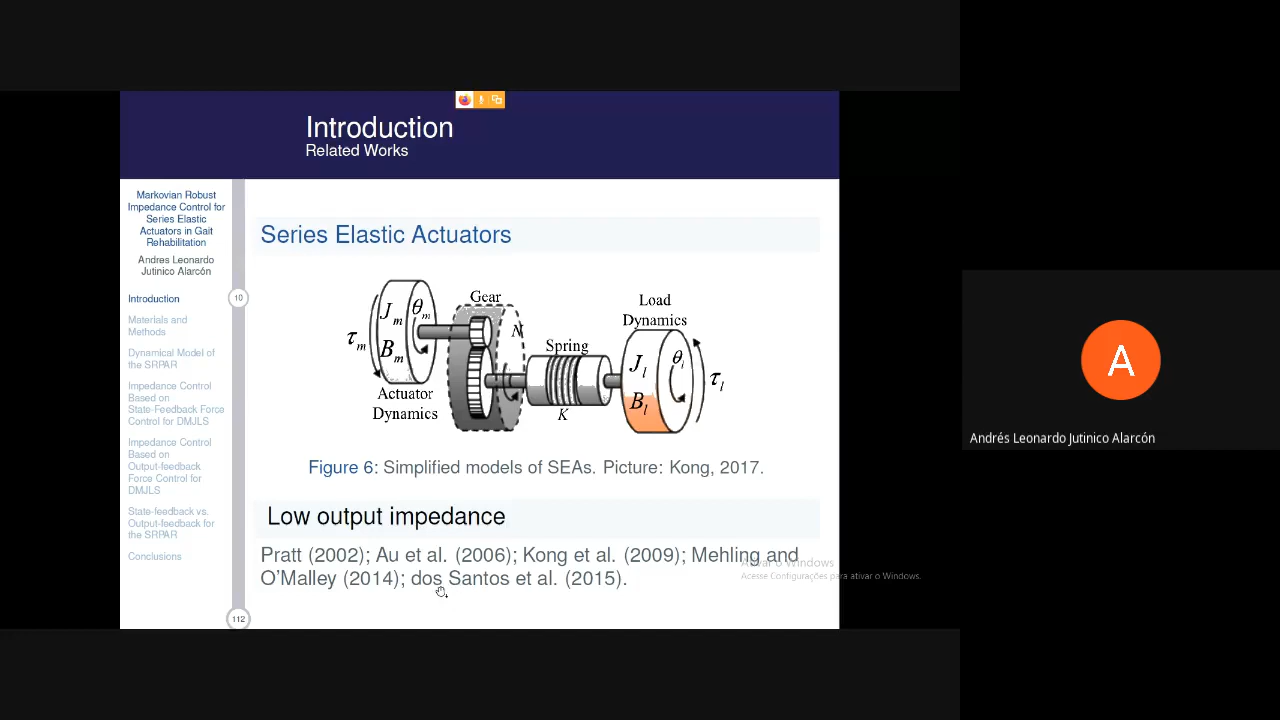 Introduction
Related Works
Markovian Robust
Impedance Control for
Series Elastic
Actuators in Gait
Rehabilitation
Andres Leonardo
Jutinico Alarcón
Introduction
10
Materials and
Methods
Dynamical Model of
the SRPAR
Impedance Control
Based on
State-Feedback Force
Control for DMJLS
Impedance Control
Based on
Output-feedback
Force Control for
DMJLS
State-feedback vs.
Output-feedback for
the SRPAR
Conclusions
112
Series Elastic Actuators
τm
Jm
θm
Bm
Actuator
Dynamics
Gear
N
Spring
K
Load
Dynamics
Jl
θl
Bl
τl
Figure 6: Simplified models of SEAs. Picture: Kong, 2017.
Low output impedance
Pratt (2002); Au et al. (2006); Kong et al. (2009); Mehling and
O'Malley (2014); dos Santos et al. (2015).
Ativar o Windows
Acesse Configurações para ativar o Windows.
A
Andrés Leonardo Jutinico Alarcón